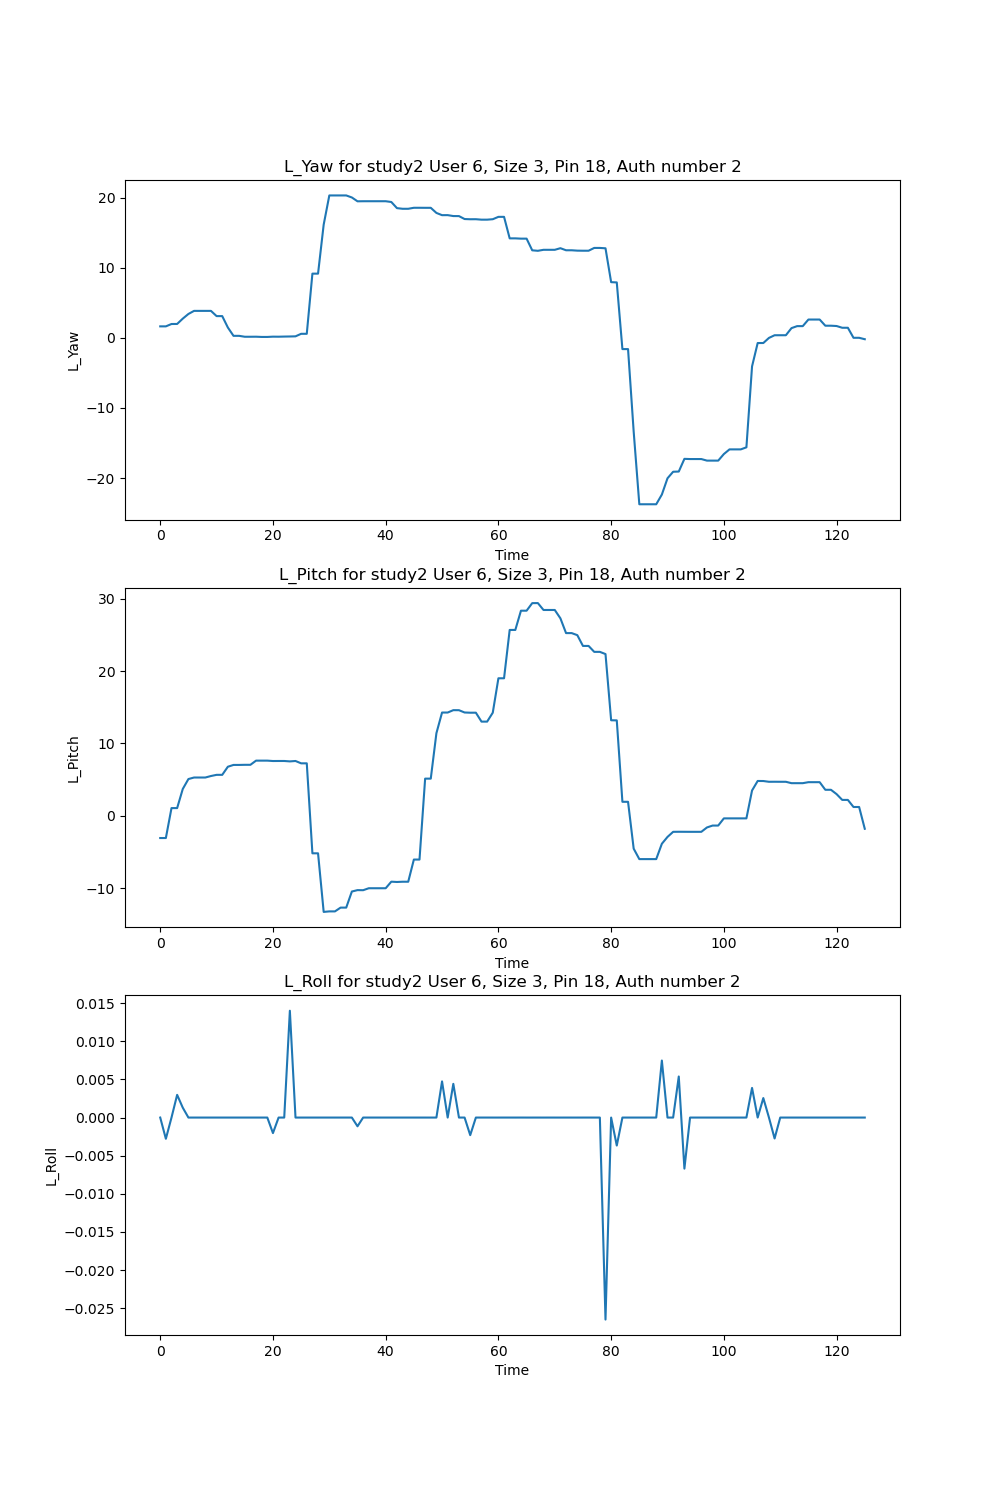 L_Yaw for study2 User 6, Size 3, Pin 18, Auth number 2
20
10
0
−10
−20
L_Yaw
0 20 40 60 80 100 120
Time
L_Pitch for study2 User 6, Size 3, Pin 18, Auth number 2
30
20
10
0
−10
L_Pitch
0 20 40 60 80 100 120
Time
L_Roll for study2 User 6, Size 3, Pin 18, Auth number 2
0.015
0.010
0.005
0.000
−0.005
−0.010
−0.015
−0.020
−0.025
L_Roll
0 20 40 60 80 100 120
Time